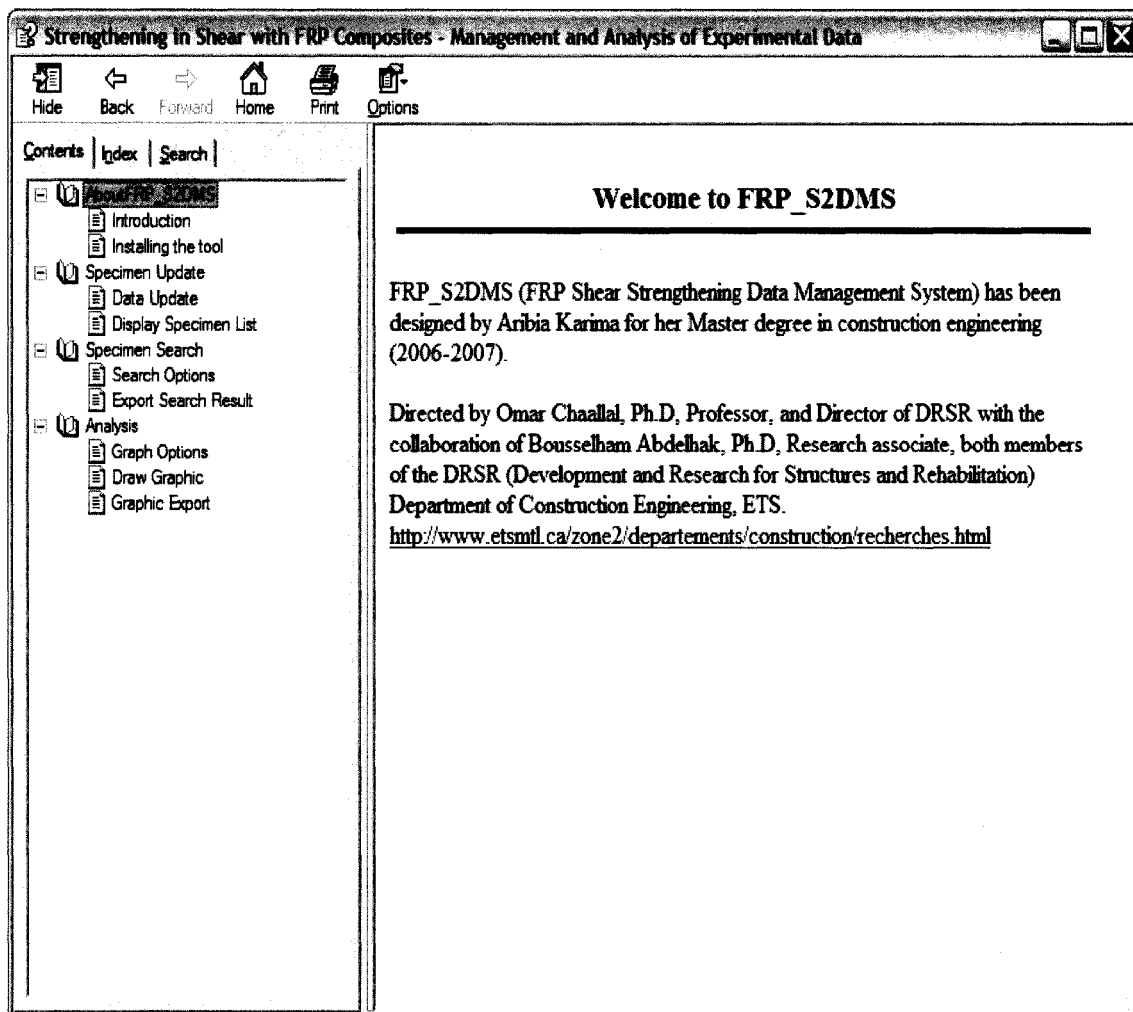 Strengthening in Shear with FRP Composites - Management and Analysis of Experimental Data
Hide Back Forward Home Print Options
Contents Index Search
About FRP_S2DMS
Introduction
Installing the tool
Specimen Update
Data Update
Display Specimen List
Specimen Search
Search Options
Export Search Result
Analysis
Graph Options
Draw Graphic
Graphic Export
Welcome to FRP_S2DMS
FRP_S2DMS (FRP Shear Strengthening Data Management System) has been
designed by Aribia Karima for her Master degree in construction engineering
(2006-2007).
Directed by Omar Chaallal, Ph.D, Professor, and Director of DRSR with the
collaboration of Bousselham Abdelhak, Ph.D, Research associate, both members
of the DRSR (Development and Research for Structures and Rehabilitation)
Department of Construction Engineering, ETS.
http://www.etsmtl.ca/zone2/departements/construction/recherches.html